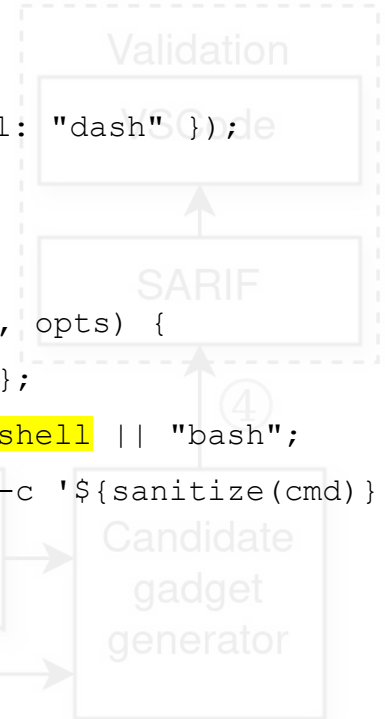 Validation
l: "dash" });
VSCode
SARIF
, opts) {
};
④
shell || "bash";
-c '${sanitize(cmd)}
Candidate
gadget
generator